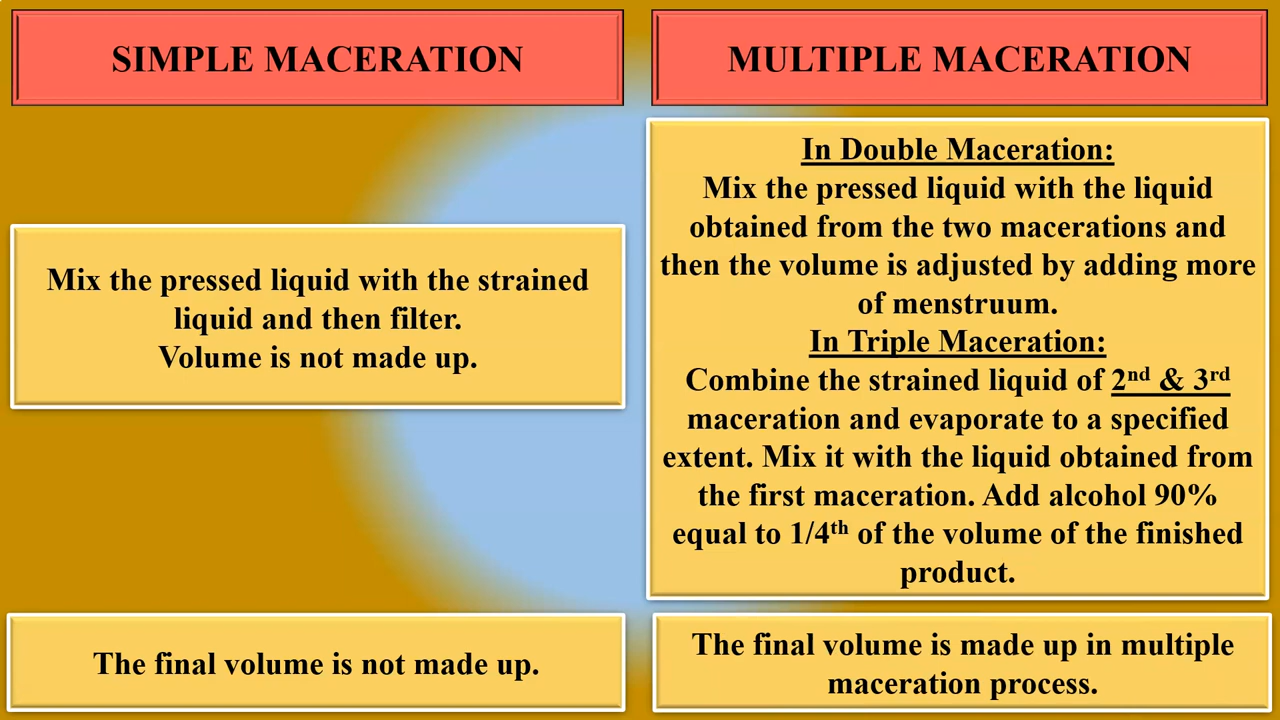 SIMPLE MACERATION
MULTIPLE MACERATION
Mix the pressed liquid with the strained
liquid and then filter.
Volume is not made up.
In Double Maceration:
Mix the pressed liquid with the liquid
obtained from the two macerations and
then the volume is adjusted by adding more
of menstruum.
In Triple Maceration:
Combine the strained liquid of 2nd & 3rd
maceration and evaporate to a specified
extent. Mix it with the liquid obtained from
the first maceration. Add alcohol 90%
equal to 1/4th of the volume of the finished
product.
The final volume is not made up.
The final volume is made up in multiple
maceration process.